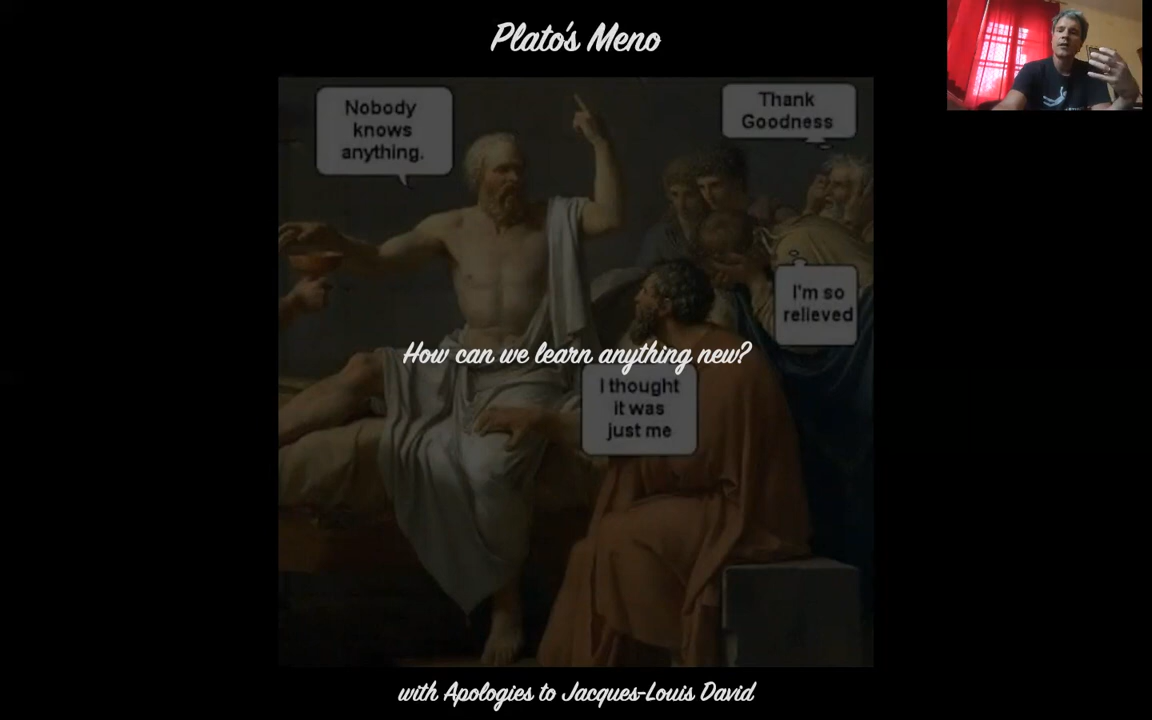 Plato's Meno
Nobody
knows
anything.
Thank
Goodness
I'm so
relieved
How can we learn anything new?
I thought
it was
just me
with Apologies to Jacques-Louis David